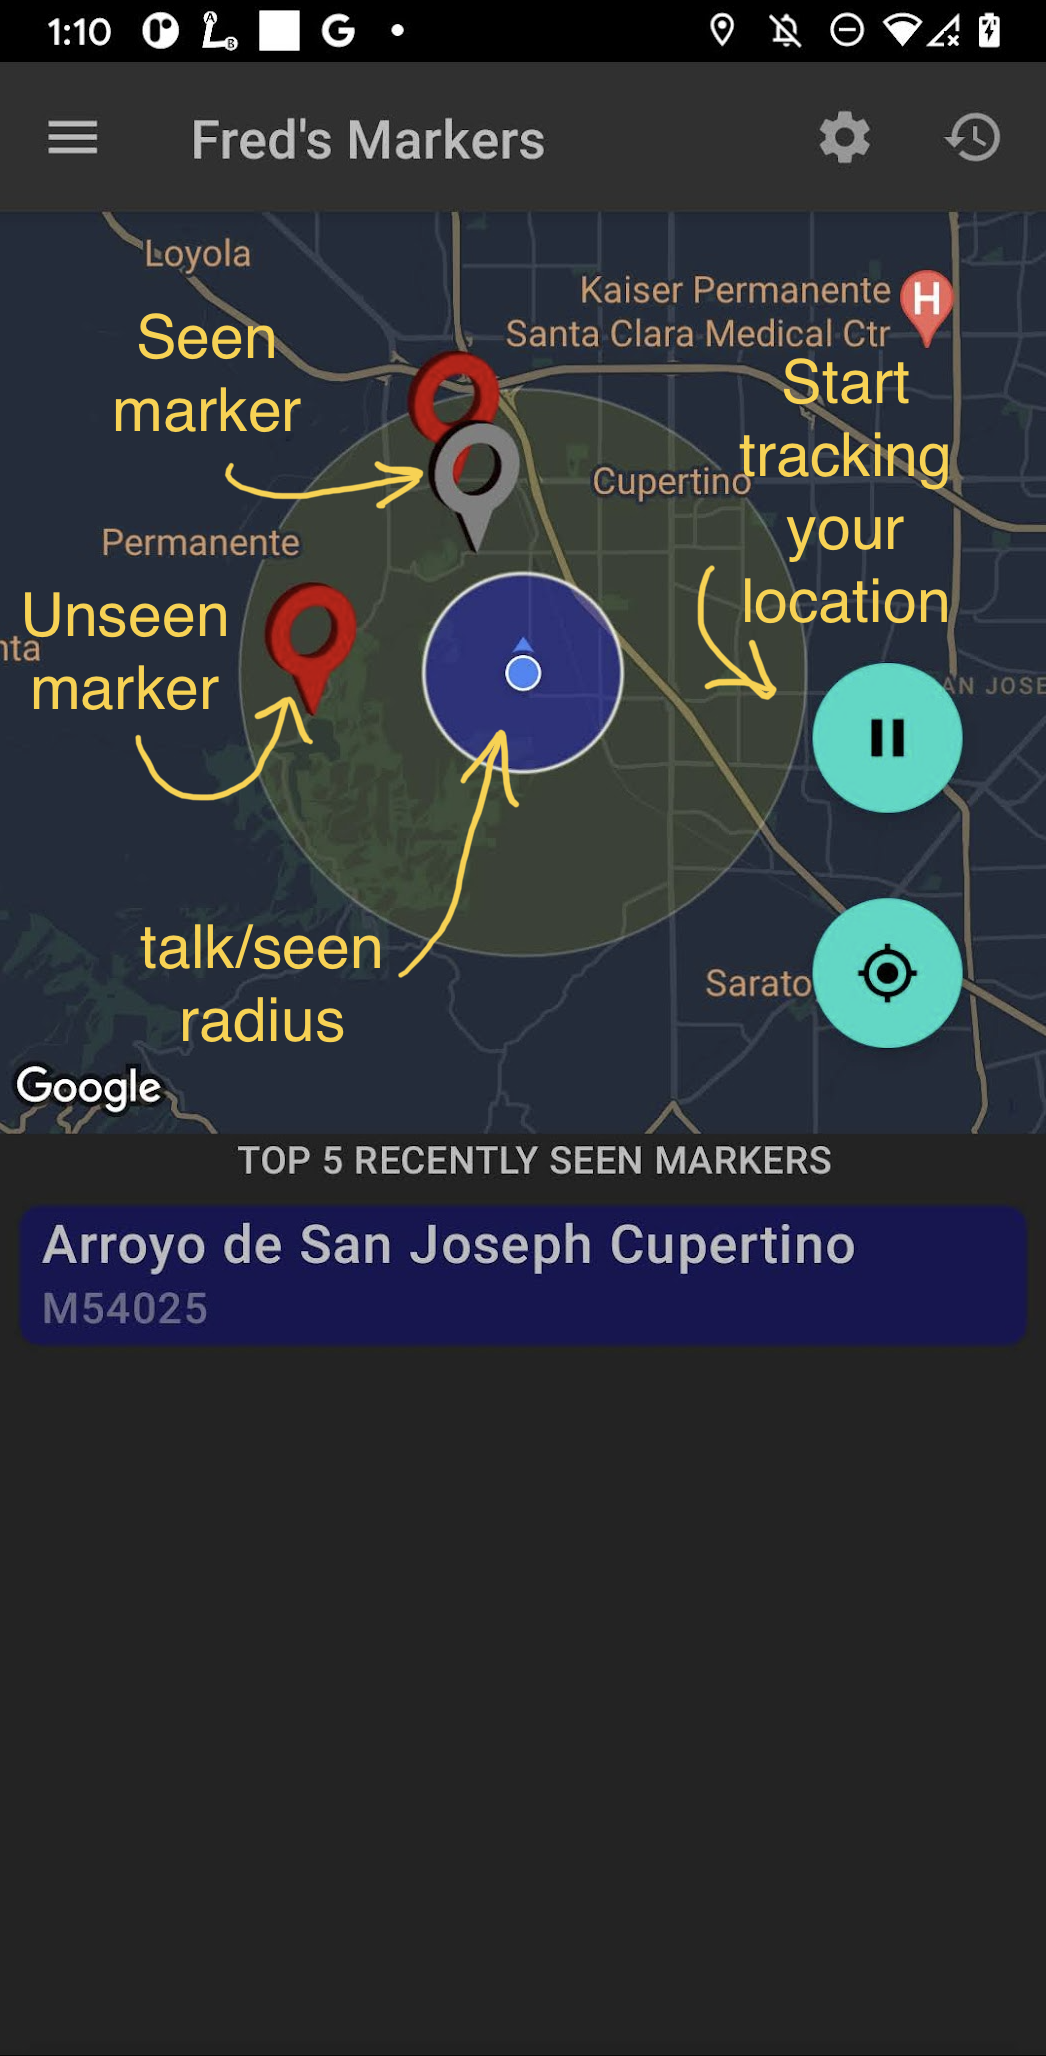 1:10
Fred's Markers
Loyola
Kaiser Permanente
Santa Clara Medical Ctr
H
Seen
marker
Start
tracking
your
location
Cupertino
Permanente
Unseen
marker
nta
AN JOSE
talk/seen
radius
Sarato
Google
TOP 5 RECENTLY SEEN MARKERS
Arroyo de San Joseph Cupertino
M54025